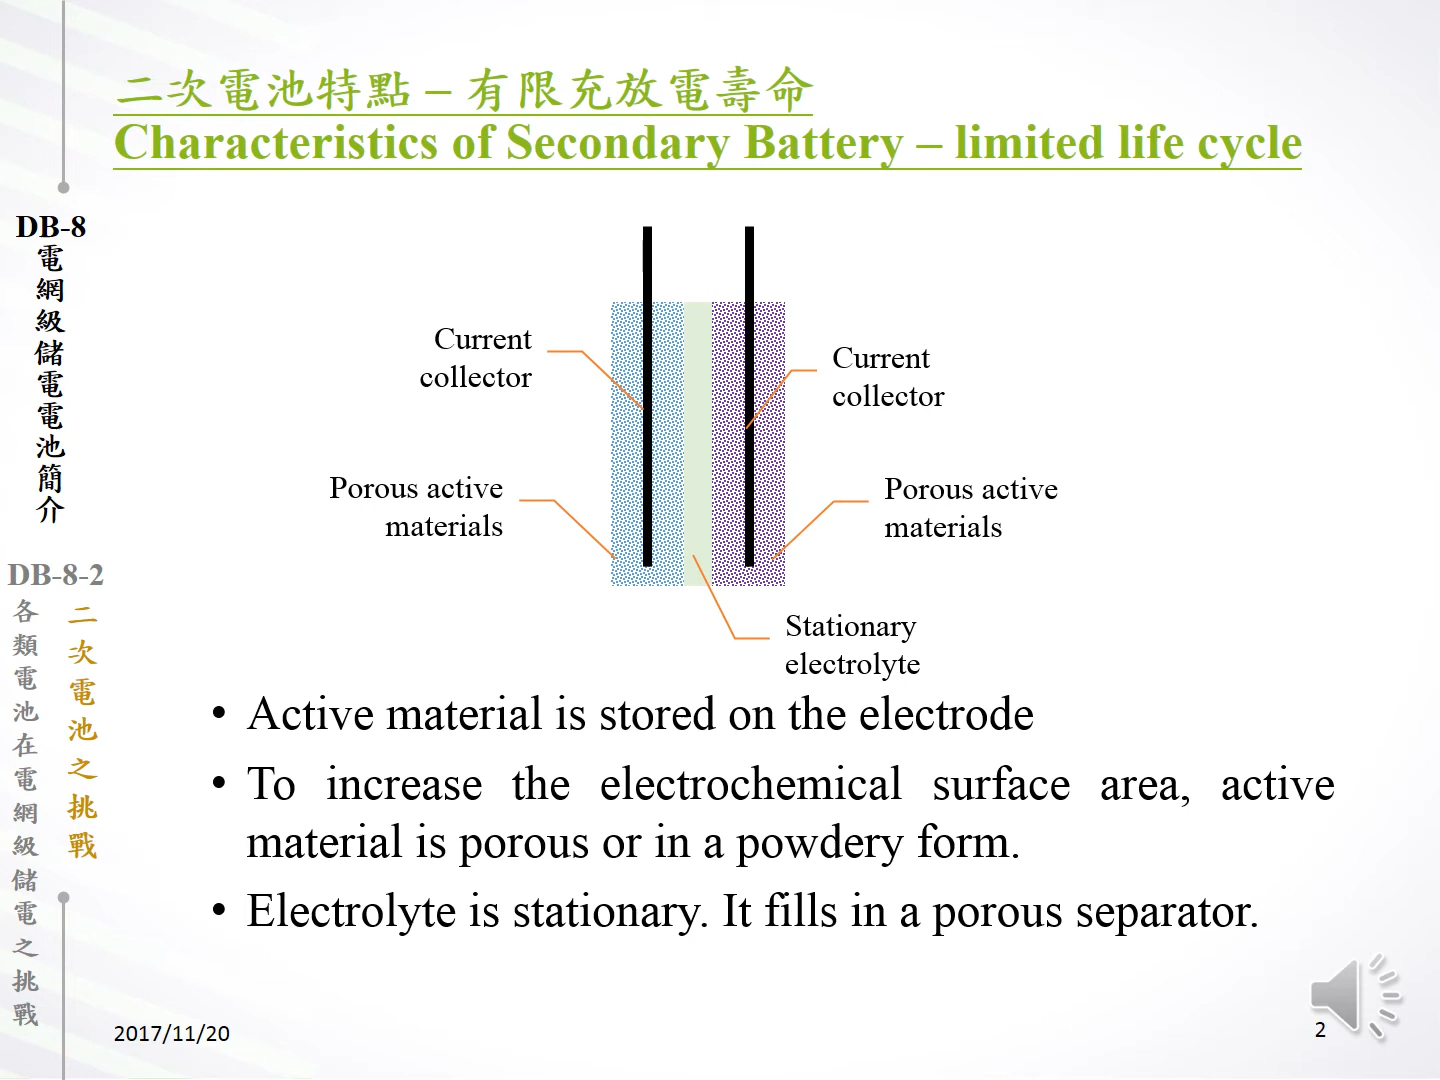 二次電池特點 – 有限充放電壽命
Characteristics of Secondary Battery – limited life cycle
DB-8
電網級儲電電池簡介
DB-8-2
各類電池在電網級儲電之挑戰
二次電池之挑戰
Current
collector
Current
collector
Porous active
materials
Porous active
materials
Stationary
electrolyte
• Active material is stored on the electrode
• To increase the electrochemical surface area, active
material is porous or in a powdery form.
• Electrolyte is stationary. It fills in a porous separator.
2017/11/20
2